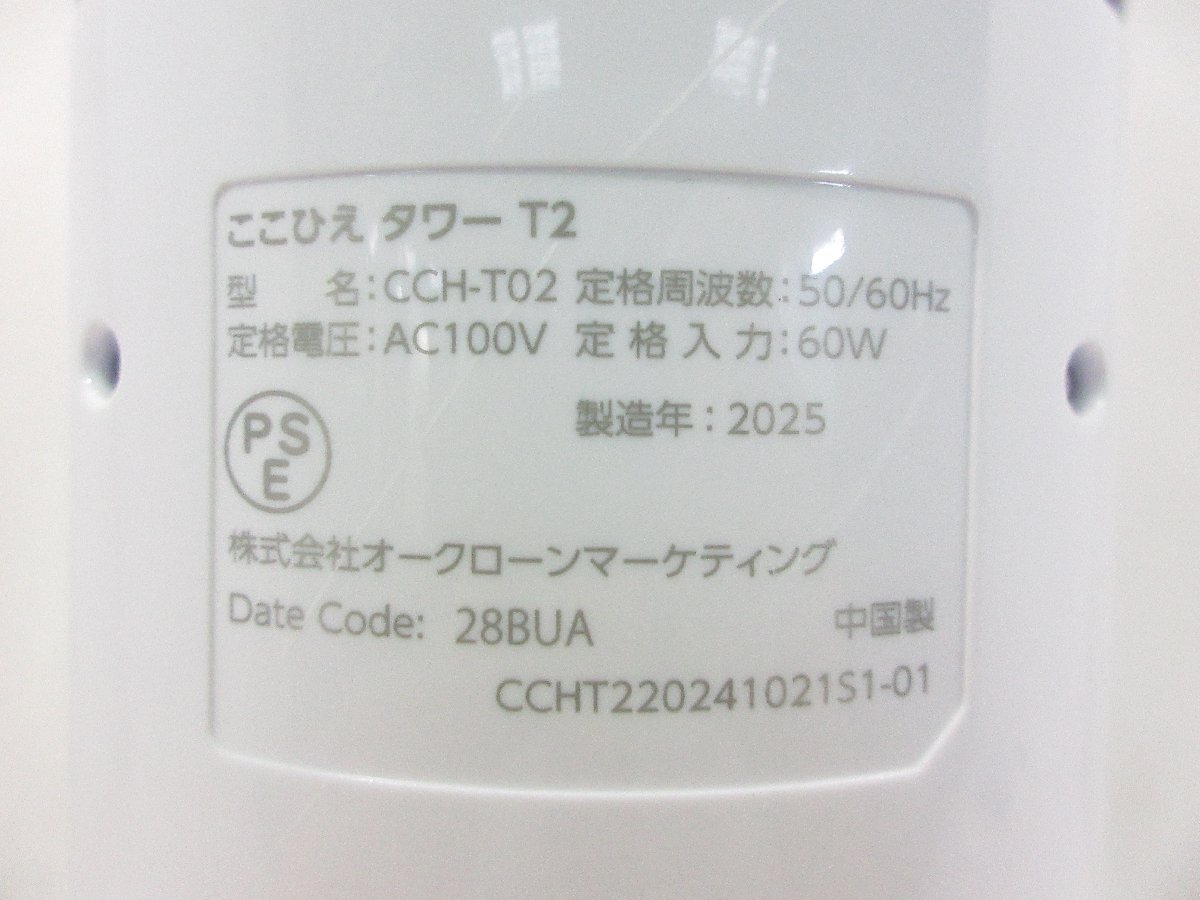 ここひえ タワー T2
型　名：CCH-T02 定格周波数：50/60Hz
定格電圧：AC100V 定格入力：60W
製造年：2025
PSE
株式会社オークローンマーケティング
Date Code: 28BUA 中国製
CCHT220241021S1-01